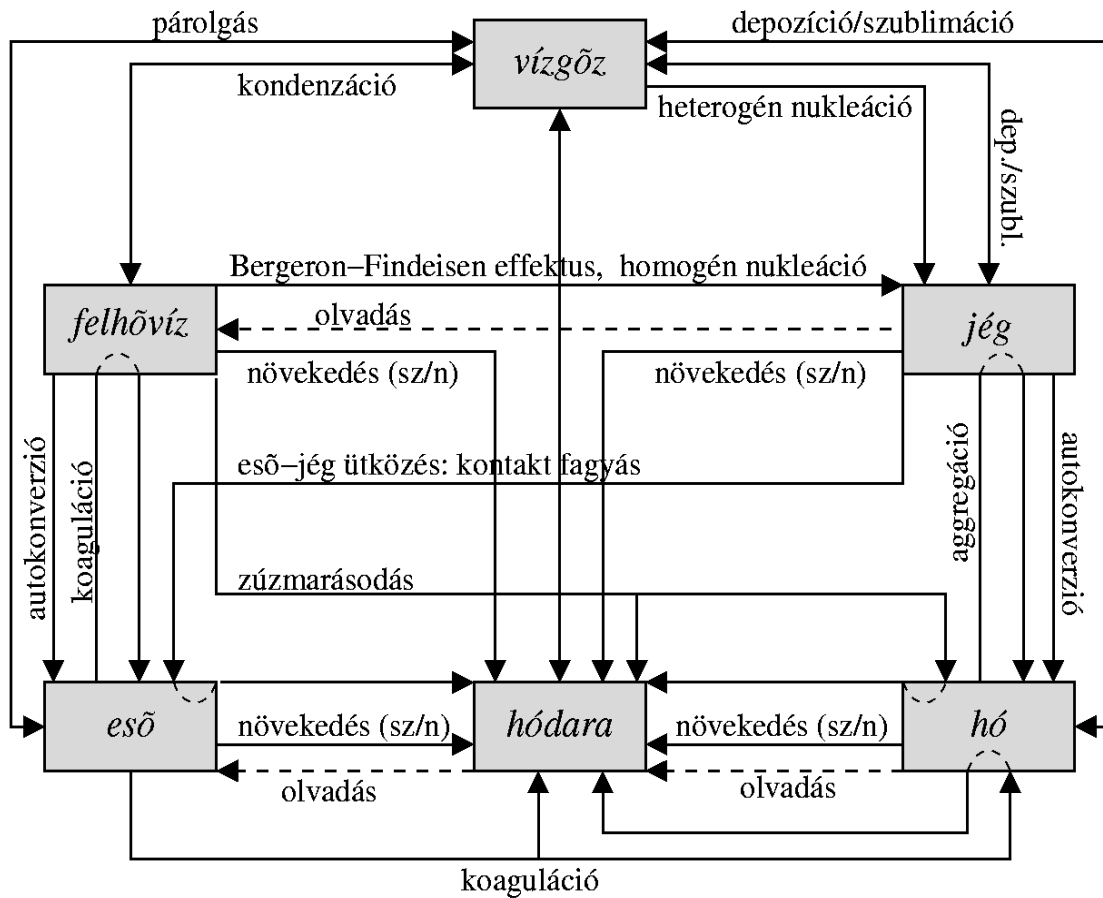 párolgás
depozíció/szublimáció
vízgõz
kondenzáció
heterogén nukleáció
dep./szubl.
Bergeron–Findeisen effektus, homogén nukleáció
felhõvíz
olvadás
jég
növekedés (sz/n)
növekedés (sz/n)
autokonverzió
koaguláció
esõ–jég ütközés: kontakt fagyás
aggregáció
autokonverzió
zúzmarásodás
esõ
növekedés (sz/n)
hódara
növekedés (sz/n)
hó
olvadás
olvadás
koaguláció